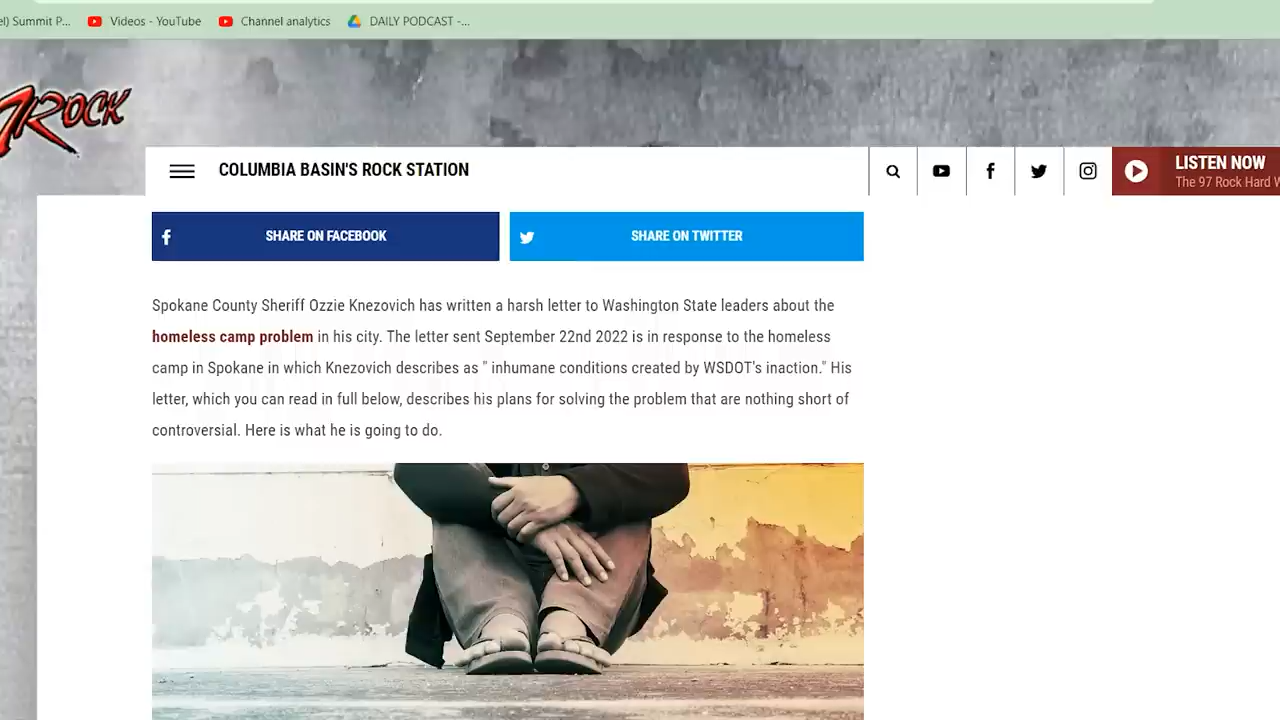 el) Summit P... Videos - YouTube Channel analytics DAILY PODCAST -...
7ROCK
COLUMBIA BASIN'S ROCK STATION
LISTEN NOW
The 97 Rock Hard W
SHARE ON FACEBOOK SHARE ON TWITTER
Spokane County Sheriff Ozzie Knezovich has written a harsh letter to Washington State leaders about the
homeless camp problem in his city. The letter sent September 22nd 2022 is in response to the homeless
camp in Spokane in which Knezovich describes as " inhumane conditions created by WSDOT's inaction." His
letter, which you can read in full below, describes his plans for solving the problem that are nothing short of
controversial. Here is what he is going to do.